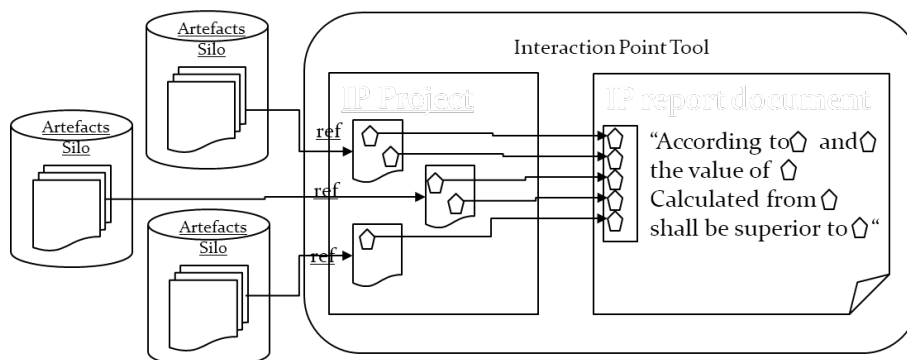 Artefacts
Silo
Interaction Point Tool
IP Project
IP report document
ref
Artefacts
Silo
“According to and
the value of
Calculated from
shall be superior to “
ref
Artefacts
Silo
ref